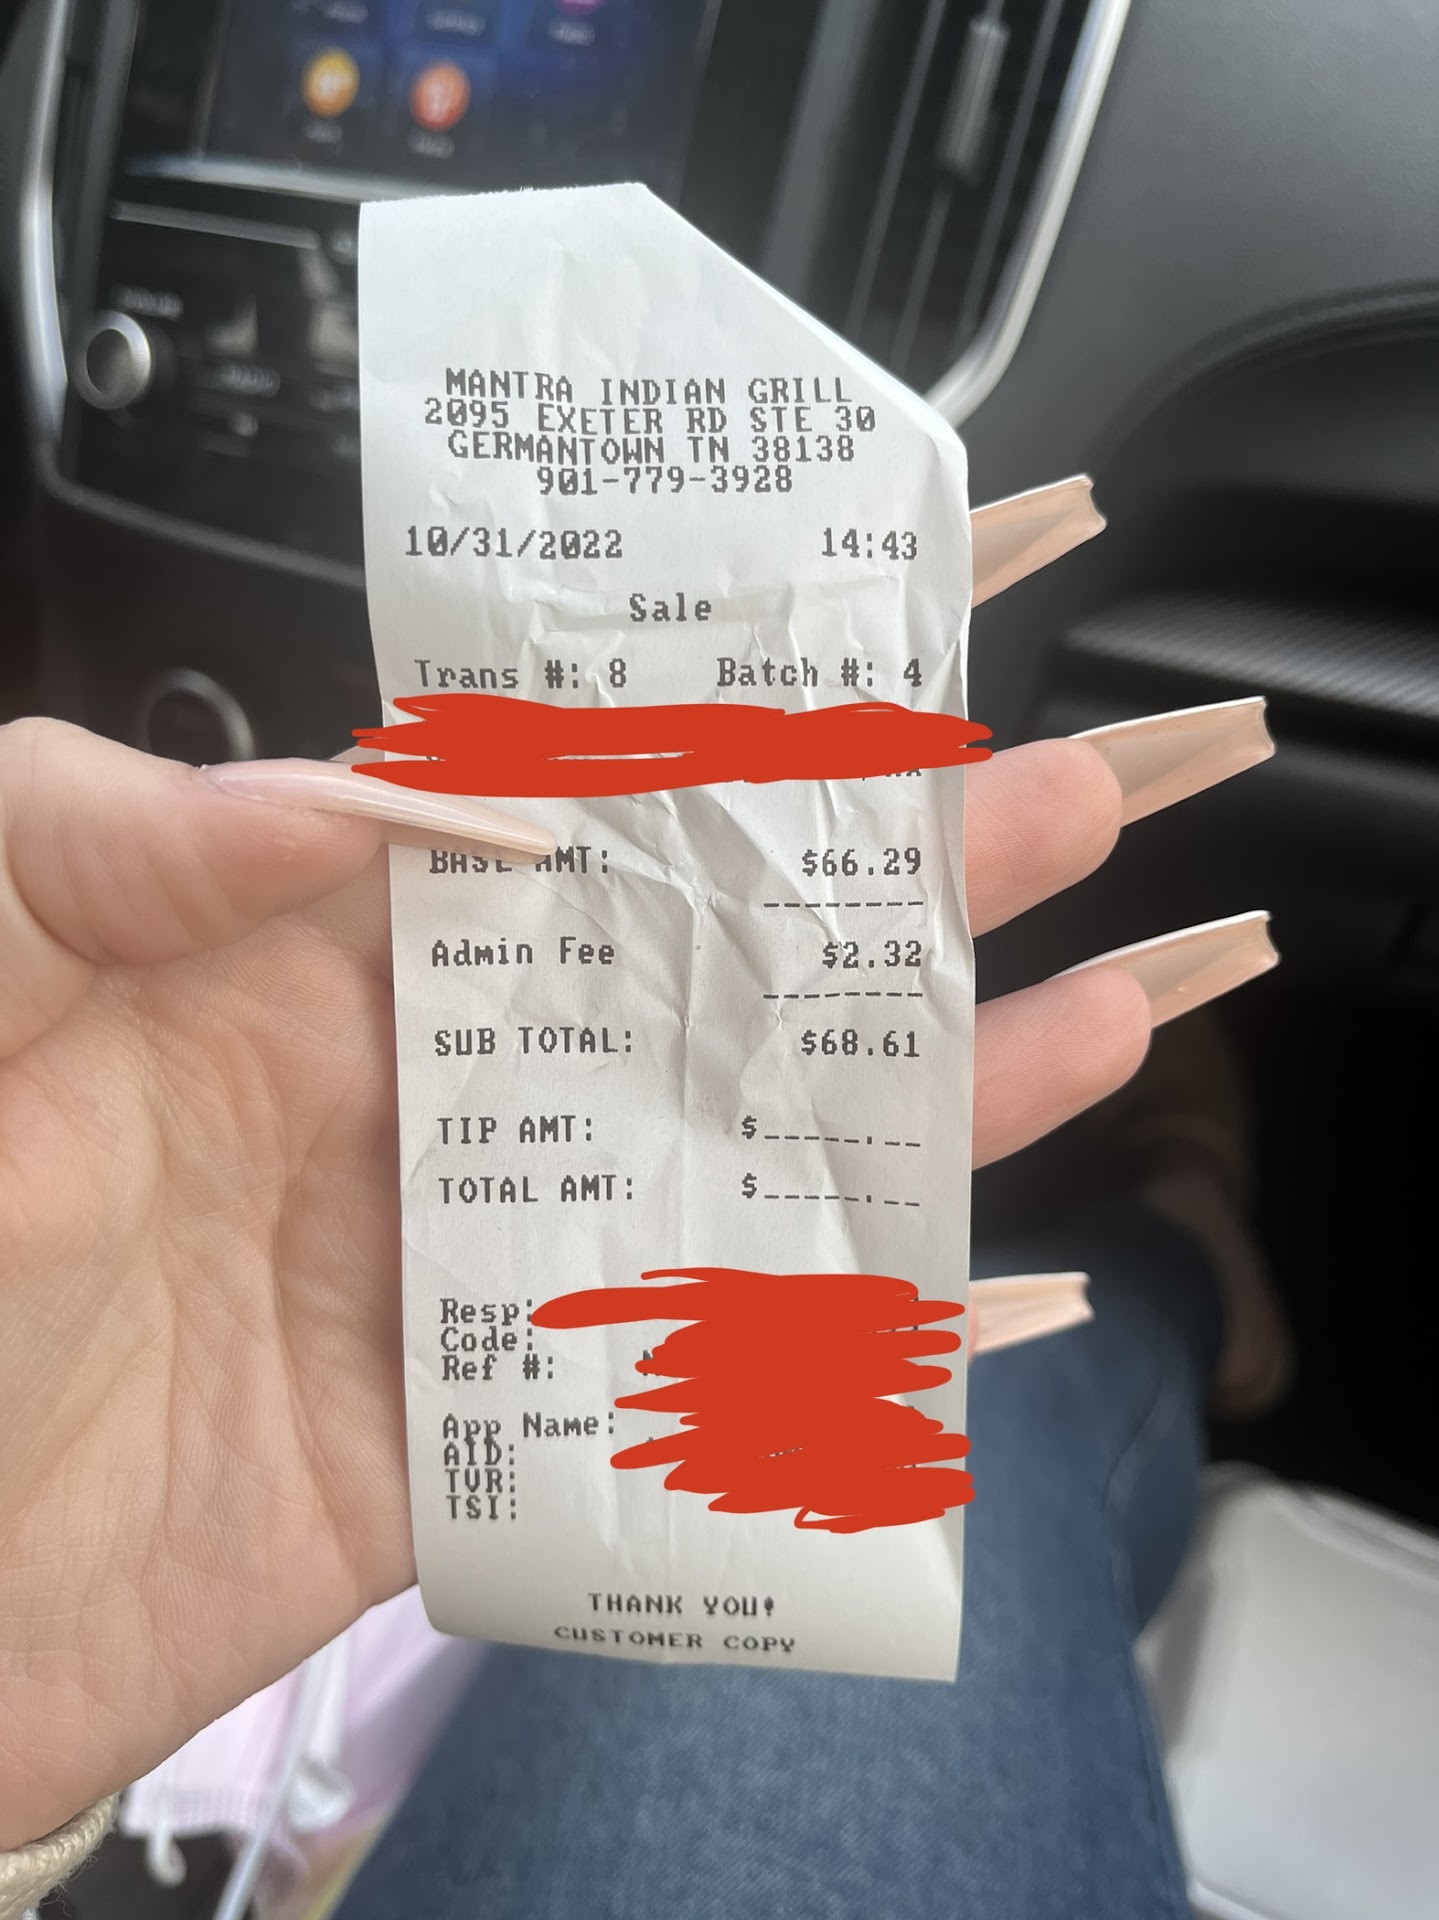 MANTRA INDIAN GRILL
2095 EXETER RD STE 30
GERMANTOWN TN 38138
901-779-3928
10/31/2022 14:43
Sale
Trans #: 8 Batch #: 4
BASE AMT: $66.29
--------
Admin Fee $2.32
--------
SUB TOTAL: $68.61
TIP AMT: $_____.__
TOTAL AMT: $_____.__
Resp:
Code:
Ref #:
App Name:
AID:
TVR:
TSI:
THANK YOU!
CUSTOMER COPY